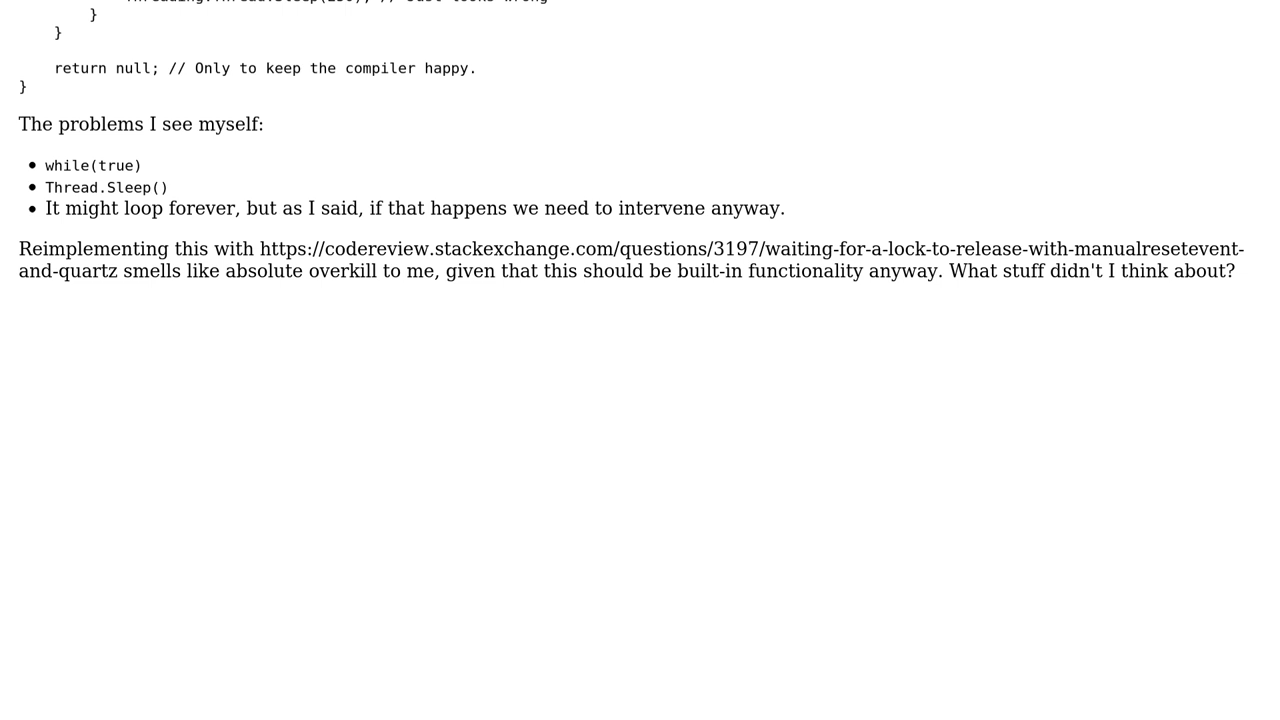 }
}
return null; // Only to keep the compiler happy.
}
The problems I see myself:
• while(true)
• Thread.Sleep()
• It might loop forever, but as I said, if that happens we need to intervene anyway.
Reimplementing this with https://codereview.stackexchange.com/questions/3197/waiting-for-a-lock-to-release-with-manualresetevent-
and-quartz smells like absolute overkill to me, given that this should be built-in functionality anyway. What stuff didn't I think about?